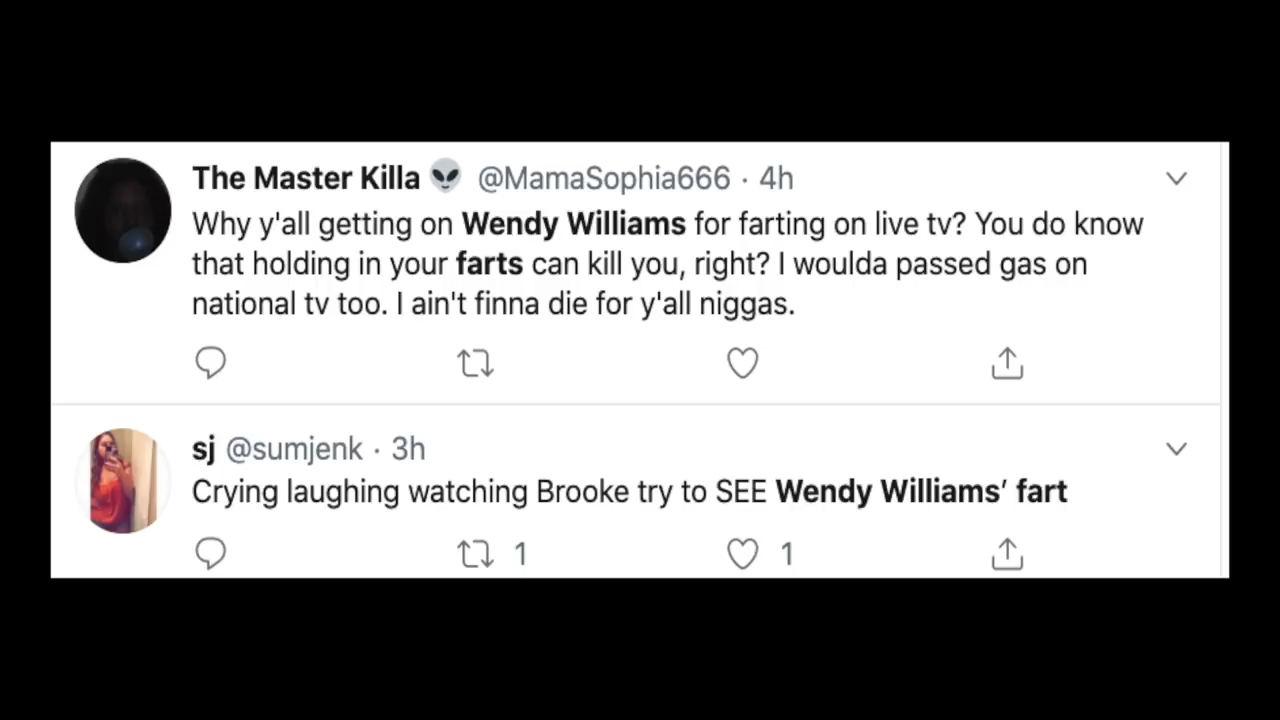 The Master Killa 👽 @MamaSophia666 · 4h
Why y'all getting on Wendy Williams for farting on live tv? You do know
that holding in your farts can kill you, right? I woulda passed gas on
national tv too. I ain't finna die for y'all niggas.
sj @sumjenk · 3h
Crying laughing watching Brooke try to SEE Wendy Williams' fart
1 1